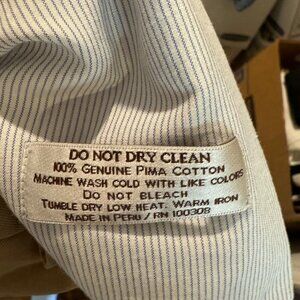 DO NOT DRY CLEAN
100% GENUINE PIMA COTTON
MACHINE WASH COLD WITH LIKE COLORS
DO NOT BLEACH
TUMBLE DRY LOW HEAT. WARM IRON
MADE IN PERU / RN 100308